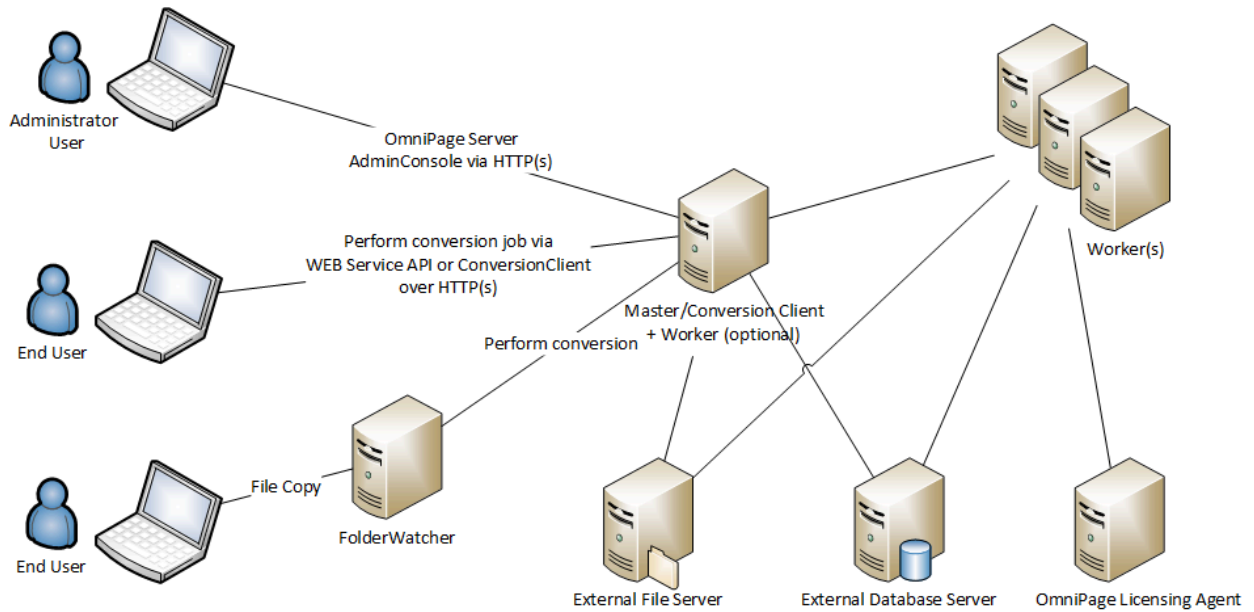 Administrator
User
OmniPage Server
AdminConsole via HTTP(s)
Worker(s)
Perform conversion job via
WEB Service API or ConversionClient
over HTTP(s)
End User
Master/Conversion Client
+ Worker (optional)
Perform conversion
File Copy
FolderWatcher
End User
External File Server
External Database Server
OmniPage Licensing Agent